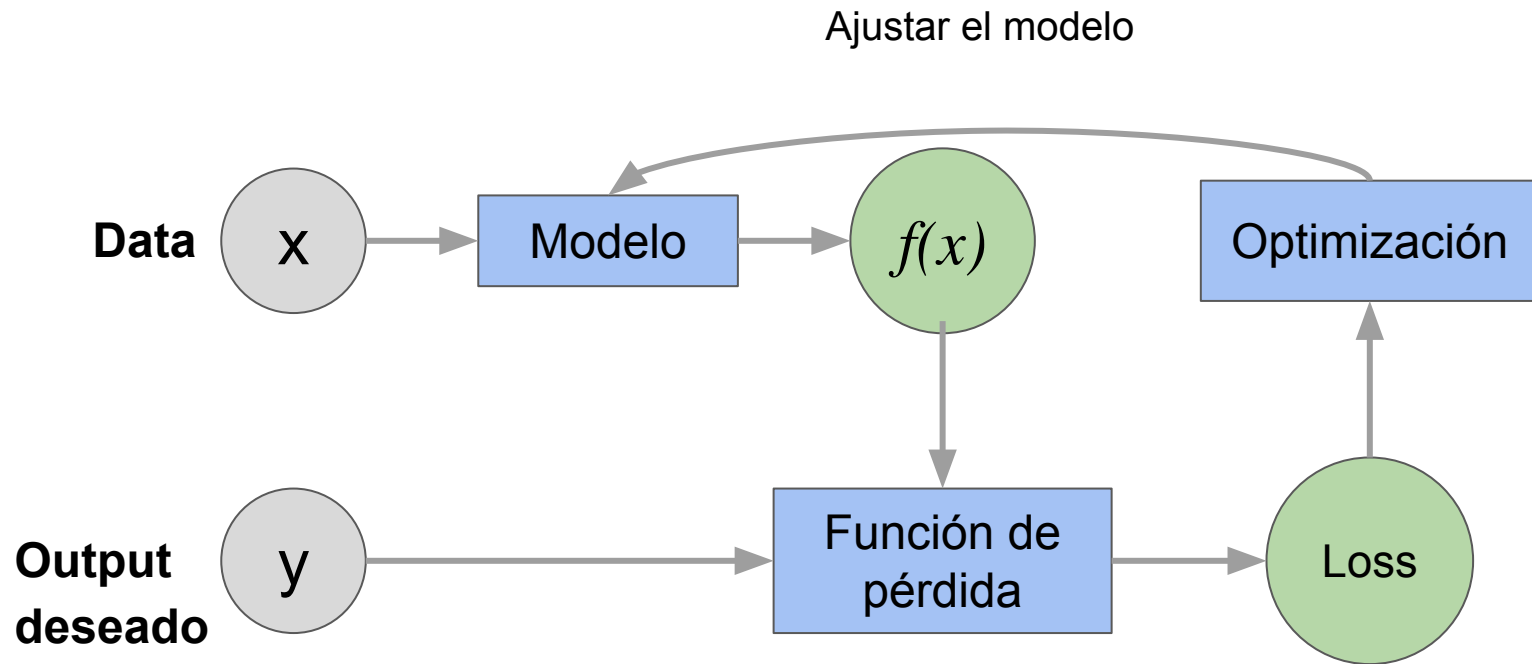 Ajustar el modelo
Data
x
Modelo
f(x)
Optimización
Output
deseado
y
Función de
pérdida
Loss